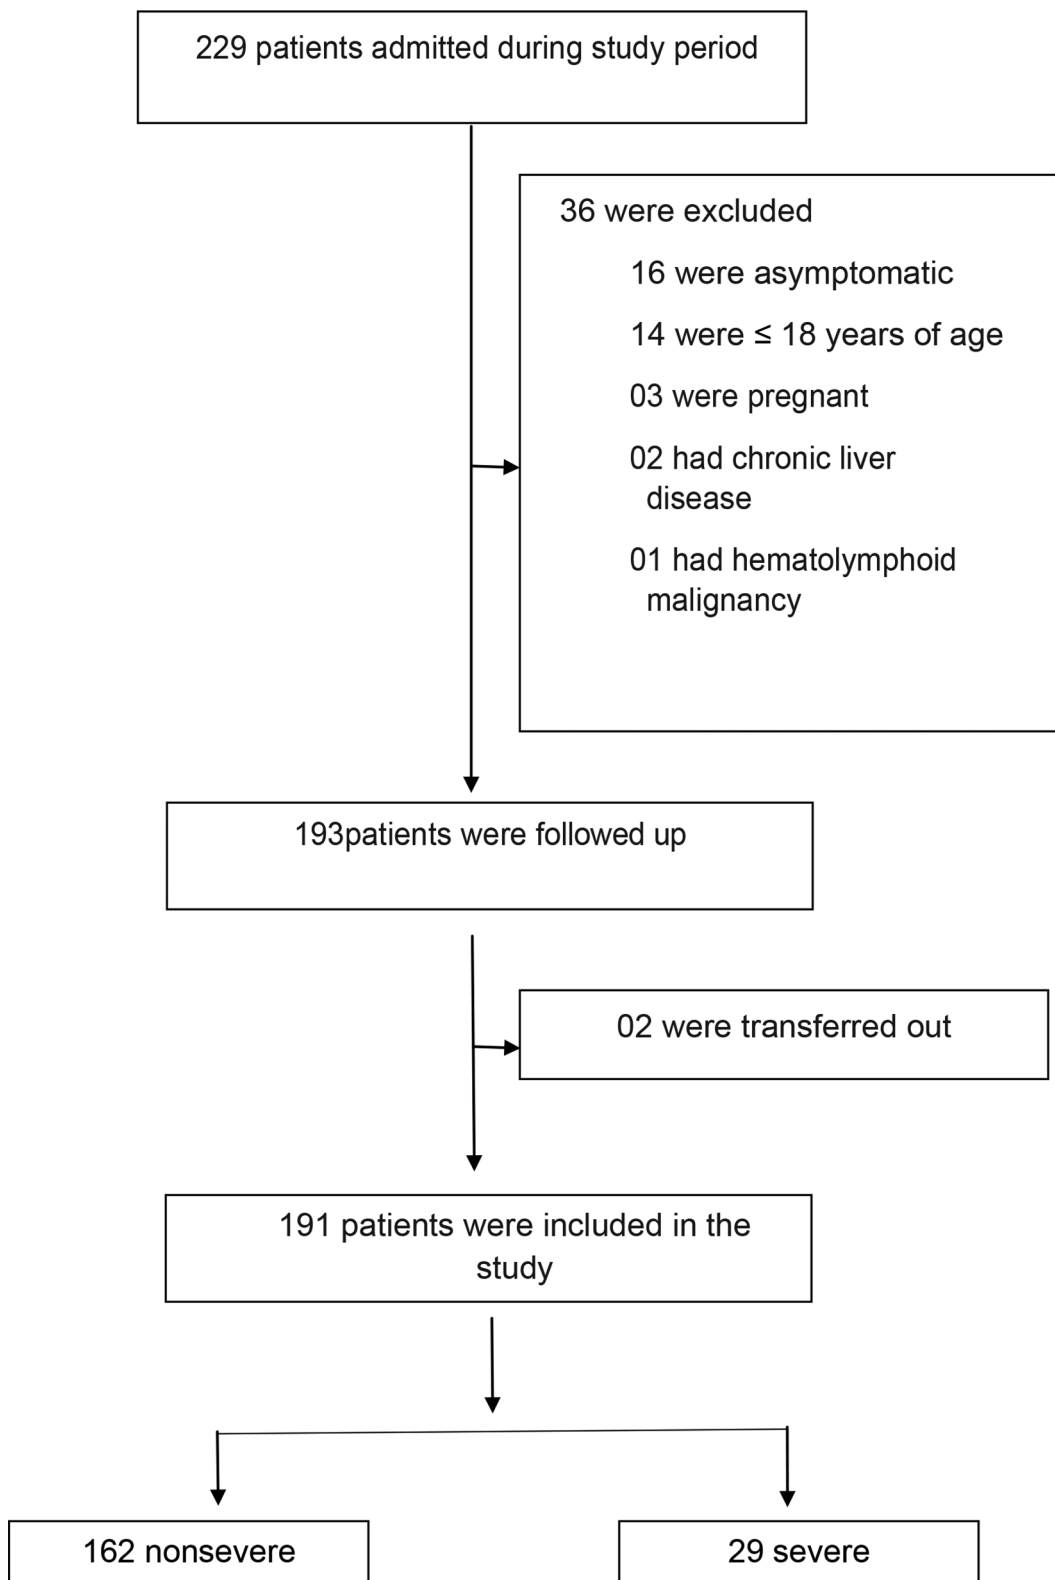 229 patients admitted during study period
36 were excluded
16 were asymptomatic
14 were ≤ 18 years of age
03 were pregnant
02 had chronic liver
disease
01 had hematolymphoid
malignancy
193patients were followed up
02 were transferred out
191 patients were included in the
study
162 nonsevere
29 severe